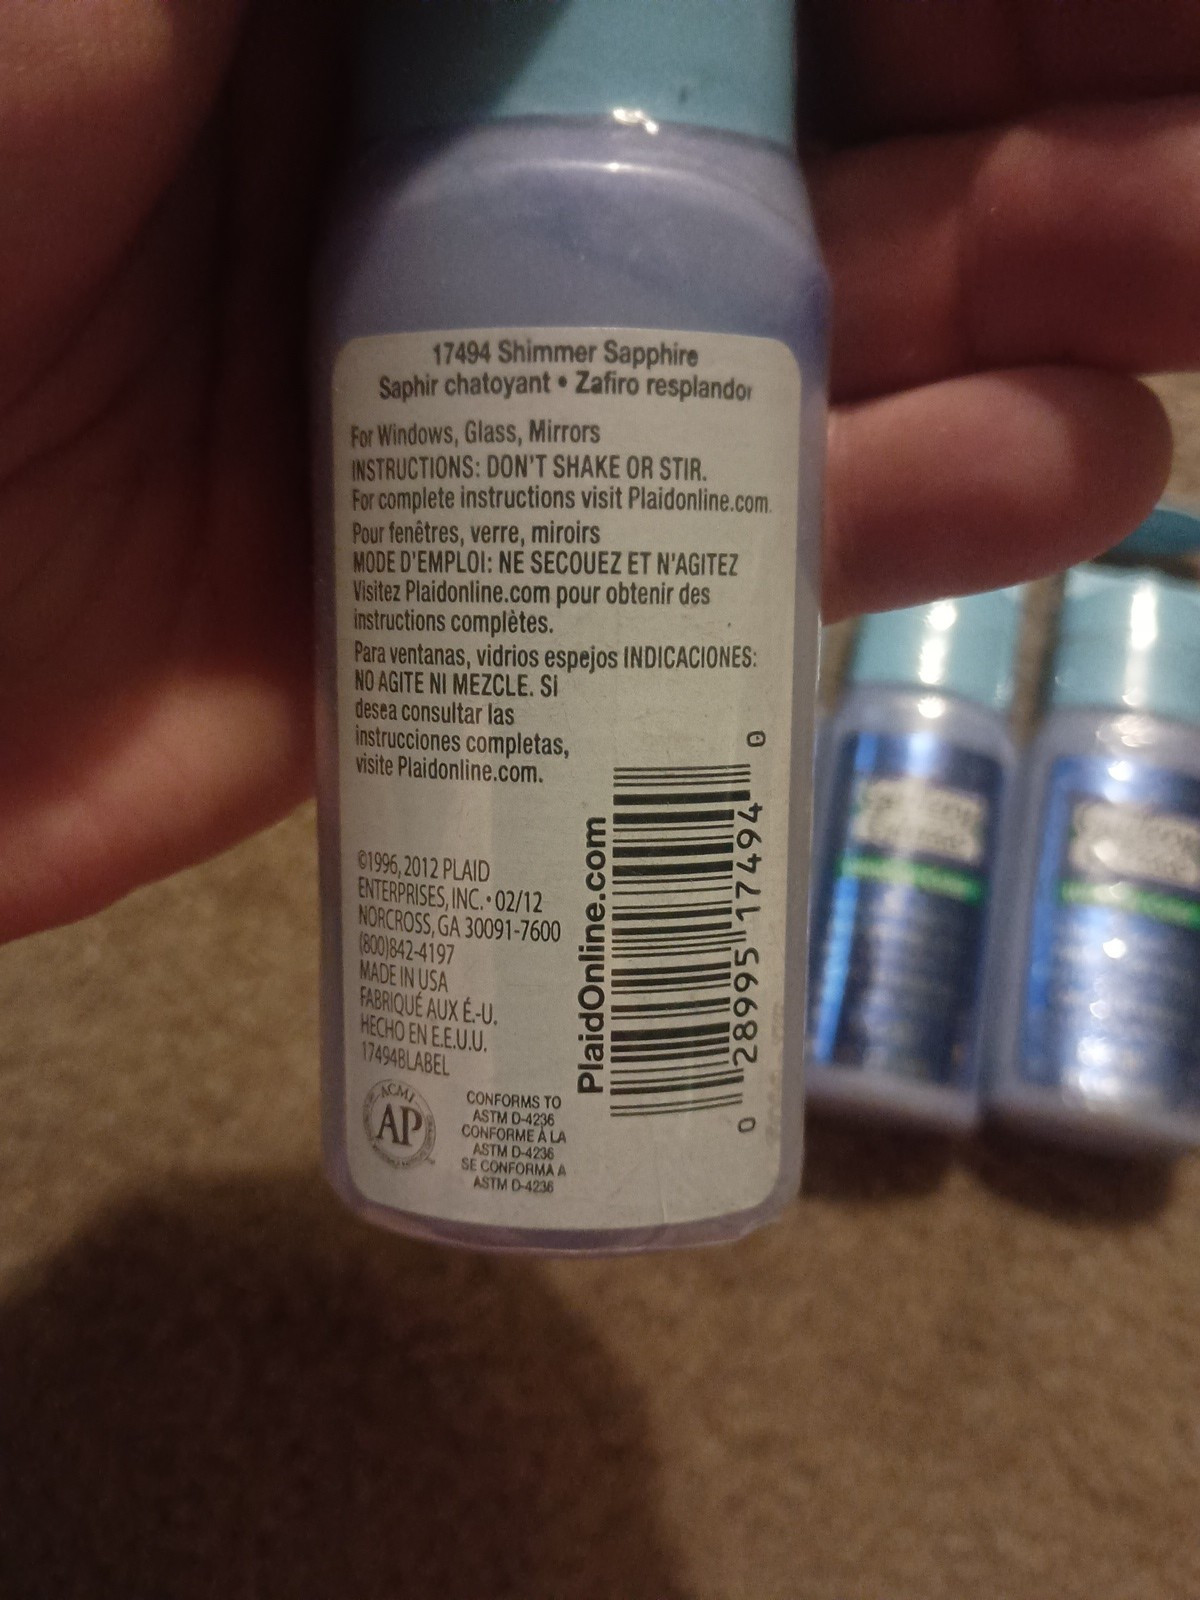 17494 Shimmer Sapphire
Saphir chatoyant • Zafiro resplandor
For Windows, Glass, Mirrors
INSTRUCTIONS: DON'T SHAKE OR STIR.
For complete instructions visit Plaidonline.com.
Pour fenêtres, verre, miroirs
MODE D'EMPLOI: NE SECOUEZ ET N'AGITEZ
Visitez Plaidonline.com pour obtenir des
instructions complètes.
Para ventanas, vidrios espejos INDICACIONES:
NO AGITE NI MEZCLE. Si
desea consultar las
instrucciones completas,
visite Plaidonline.com.
©1996, 2012 PLAID
ENTERPRISES, INC. • 02/12
NORCROSS, GA 30091-7600
(800)842-4197
MADE IN USA
FABRIQUÉ AUX É.-U.
HECHO EN E.E.U.U.
17494BLABEL
ACMI
AP
CONFORMS TO
ASTM D-4236
CONFORME À LA
ASTM D-4236
SE CONFORMA A
ASTM D-4236
PlaidOnline.com
0 28995 17494 0